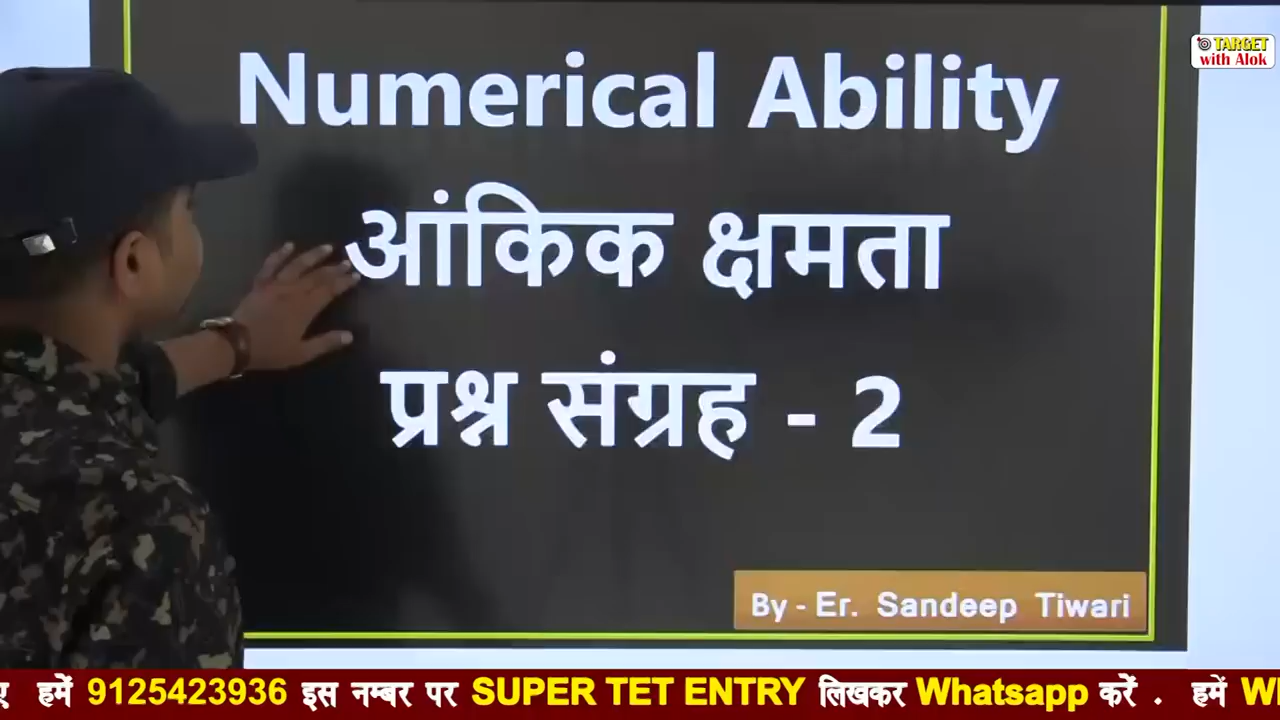 TARGET
with Alok
Numerical Ability
आंकिक क्षमता
प्रश्न संग्रह - 2
By - Er. Sandeep Tiwari
हमें 9125423936 इस नम्बर पर SUPER TET ENTRY लिखकर Whatsapp करें . हमें